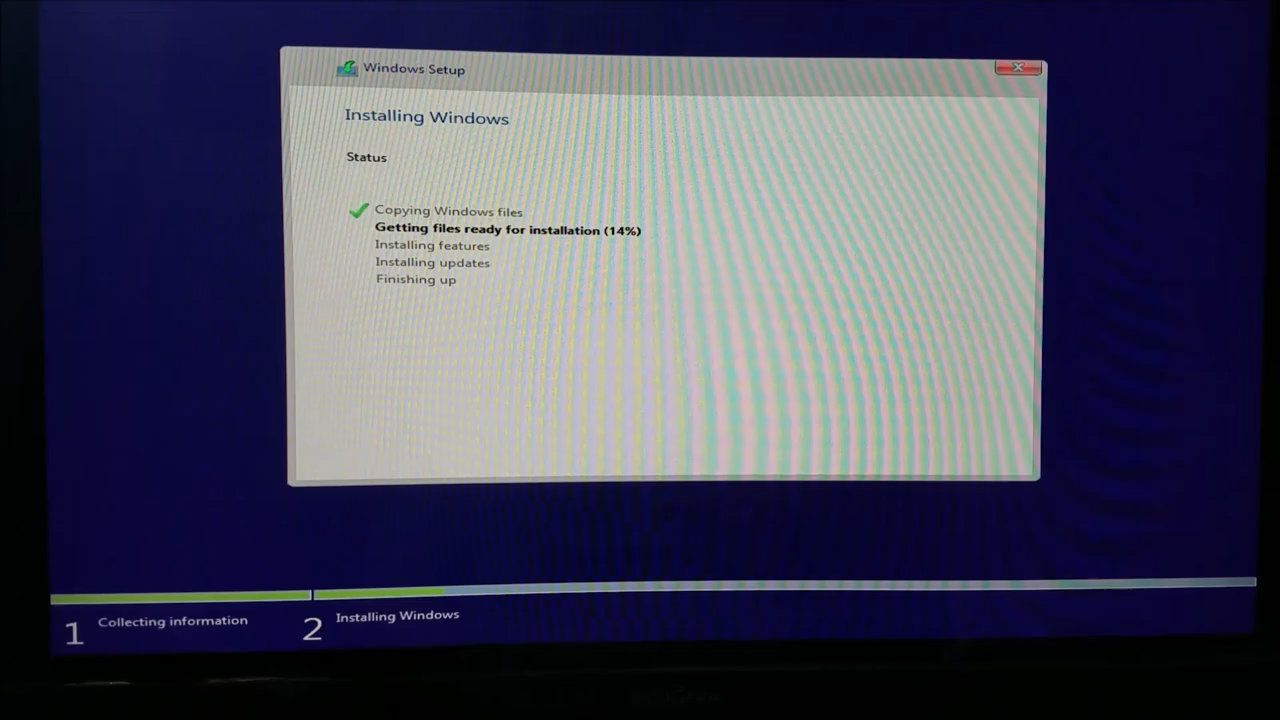 Windows Setup
Installing Windows
Status
Copying Windows files
Getting files ready for installation (14%)
Installing features
Installing updates
Finishing up
1 Collecting information
2 Installing Windows